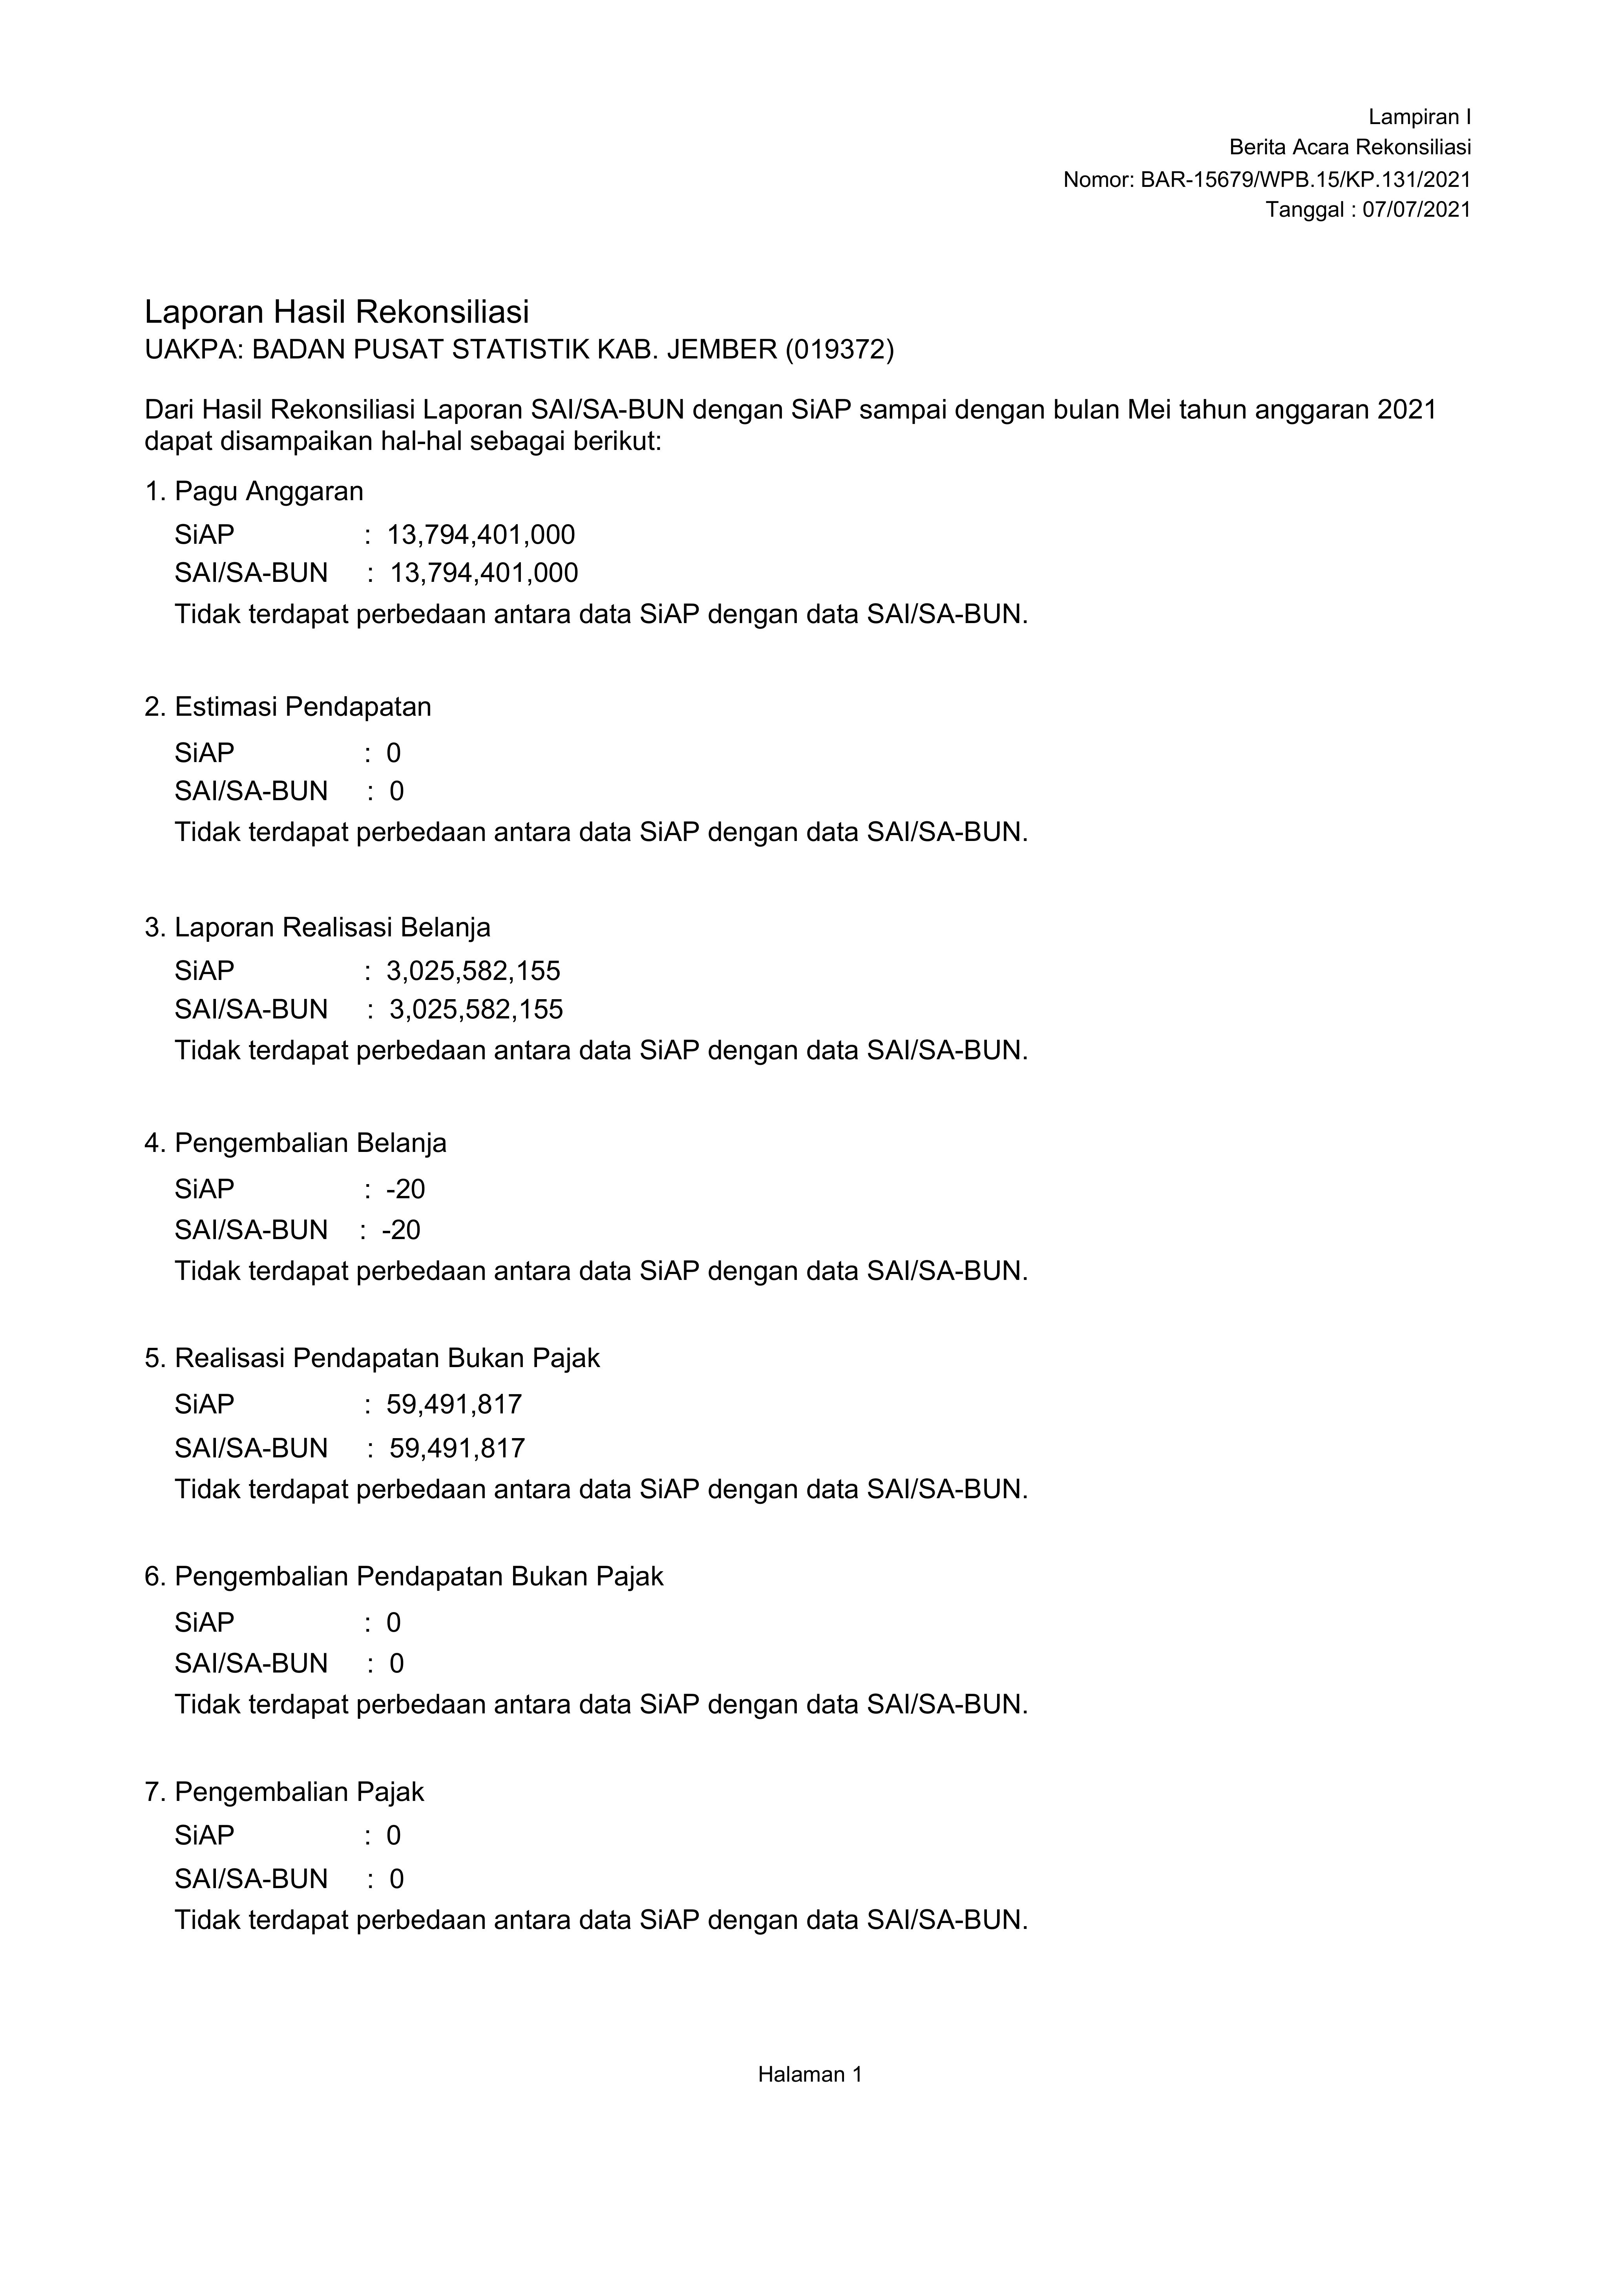 Lampiran I
Berita Acara Rekonsiliasi
Nomor: BAR-15679/WPB.15/KP.131/2021
Tanggal : 07/07/2021
Laporan Hasil Rekonsiliasi
UAKPA: BADAN PUSAT STATISTIK KAB. JEMBER (019372)
Dari Hasil Rekonsiliasi Laporan SAI/SA-BUN dengan SiAP sampai dengan bulan Mei tahun anggaran 2021
dapat disampaikan hal-hal sebagai berikut:
1. Pagu Anggaran
SiAP : 13,794,401,000
SAI/SA-BUN : 13,794,401,000
Tidak terdapat perbedaan antara data SiAP dengan data SAI/SA-BUN.
2. Estimasi Pendapatan
SiAP : 0
SAI/SA-BUN : 0
Tidak terdapat perbedaan antara data SiAP dengan data SAI/SA-BUN.
3. Laporan Realisasi Belanja
SiAP : 3,025,582,155
SAI/SA-BUN : 3,025,582,155
Tidak terdapat perbedaan antara data SiAP dengan data SAI/SA-BUN.
4. Pengembalian Belanja
SiAP : -20
SAI/SA-BUN : -20
Tidak terdapat perbedaan antara data SiAP dengan data SAI/SA-BUN.
5. Realisasi Pendapatan Bukan Pajak
SiAP : 59,491,817
SAI/SA-BUN : 59,491,817
Tidak terdapat perbedaan antara data SiAP dengan data SAI/SA-BUN.
6. Pengembalian Pendapatan Bukan Pajak
SiAP : 0
SAI/SA-BUN : 0
Tidak terdapat perbedaan antara data SiAP dengan data SAI/SA-BUN.
7. Pengembalian Pajak
SiAP : 0
SAI/SA-BUN : 0
Tidak terdapat perbedaan antara data SiAP dengan data SAI/SA-BUN.
Halaman 1